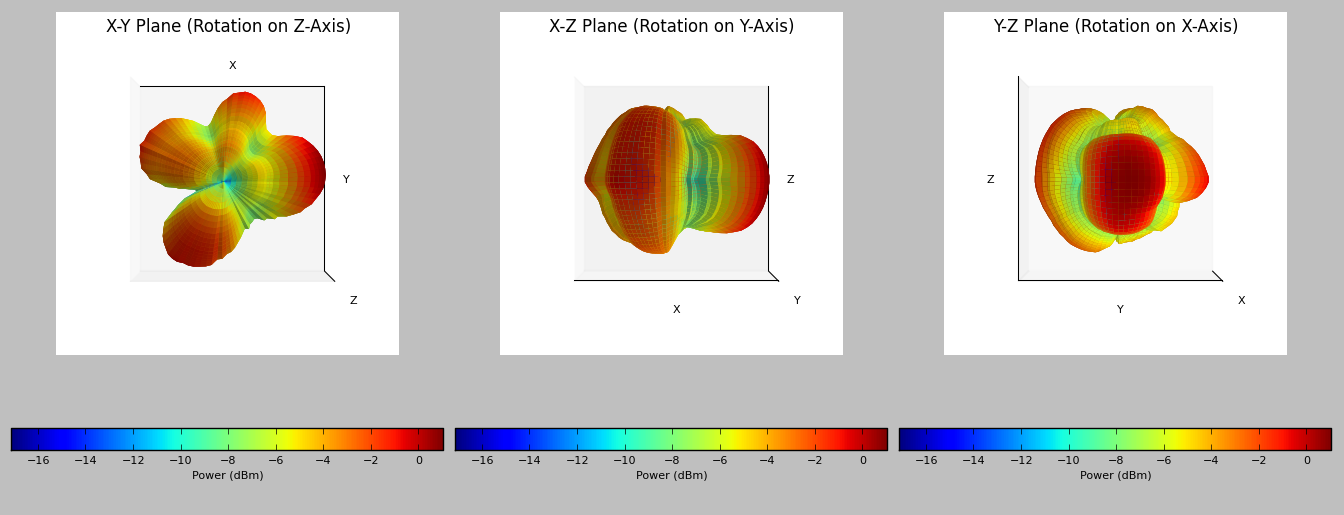 X-Y Plane (Rotation on Z-Axis)
X
Y
Z
−16 −14 −12 −10 −8 −6 −4 −2 0
Power (dBm)
X-Z Plane (Rotation on Y-Axis)
Z
Y
X
−16 −14 −12 −10 −8 −6 −4 −2 0
Power (dBm)
Y-Z Plane (Rotation on X-Axis)
Z
X
Y
−16 −14 −12 −10 −8 −6 −4 −2 0
Power (dBm)